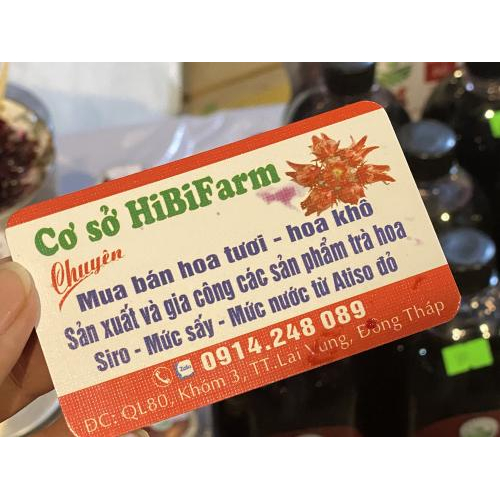 Cơ sở HiBiFarm
Chuyên
Mua bán hoa tươi - hoa khô
Sản xuất và gia công các sản phẩm trà hoa
Siro - Mức sấy - Mức nước từ Atiso đỏ
Zalo 0914.248 089
ĐC: QL80, Khóm 3, TT.Lai Vung, Đồng Tháp